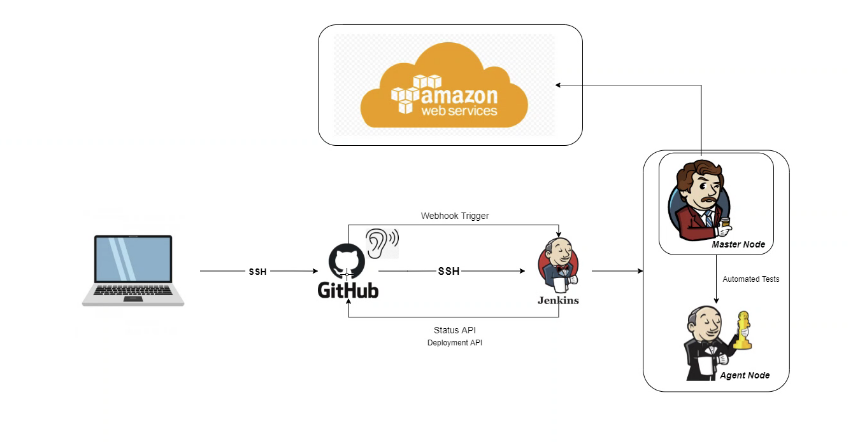 amazon
web services
Webhook Trigger
SSH
GitHub
SSH
Jenkins
Status API
Deployment API
Master Node
Automated Tests
Agent Node